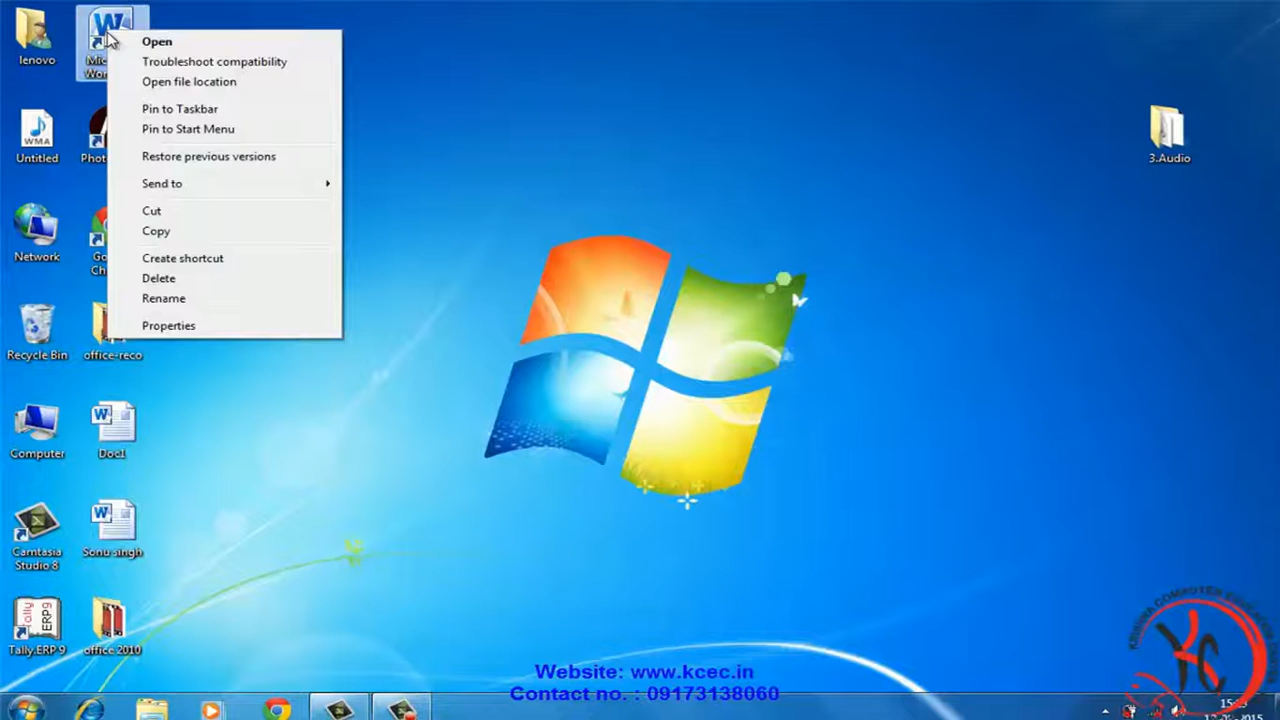 lenovo
Open
Troubleshoot compatibility
Open file location
Pin to Taskbar
Pin to Start Menu
Restore previous versions
Send to
Cut
Copy
Create shortcut
Delete
Rename
Properties
WMA
Untitled
Network
Recycle Bin
office-reco
Computer
Doc1
Camtasia
Studio 8
Sonu singh
Tally.ERP 9
office 2010
3.Audio
Website: www.kcec.in
Contact no. : 09173138060